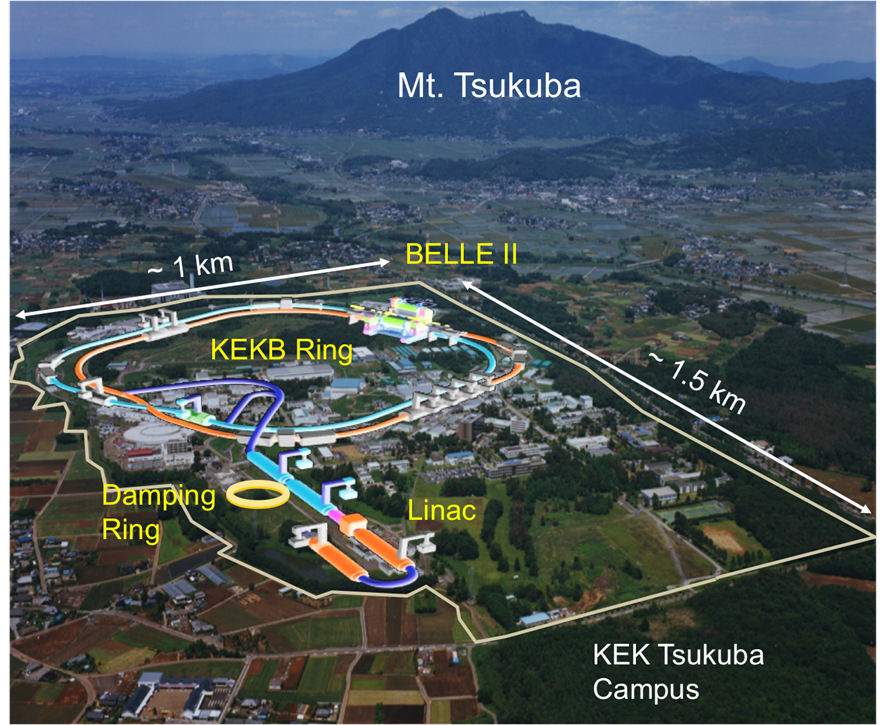 Mt. Tsukuba
BELLE II
~ 1 km
KEKB Ring
~ 1.5 km
Damping
Ring
Linac
KEK Tsukuba
Campus